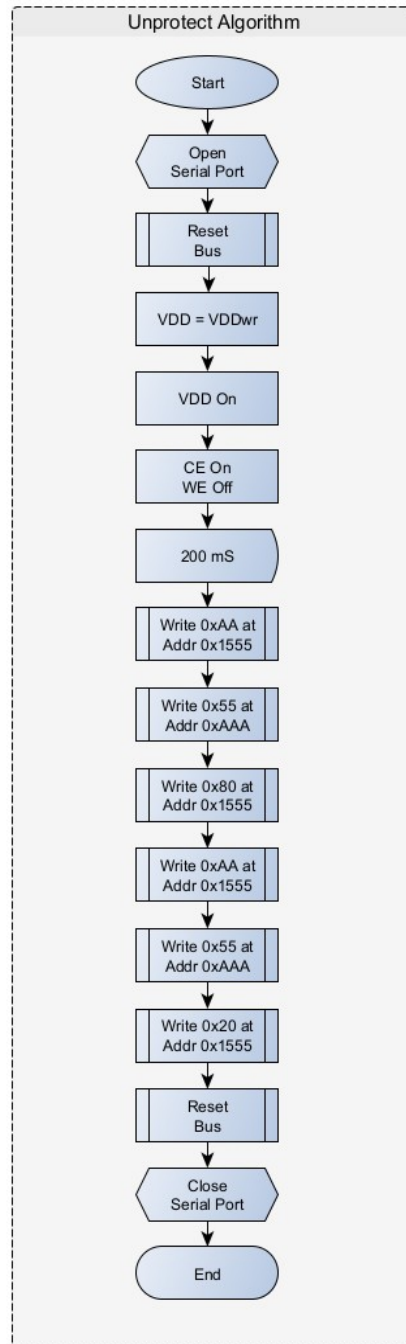 Unprotect Algorithm
Start
Open
Serial Port
Reset
Bus
VDD = VDDwr
VDD On
CE On
WE Off
200 mS
Write 0xAA at
Addr 0x1555
Write 0x55 at
Addr 0xAAA
Write 0x80 at
Addr 0x1555
Write 0xAA at
Addr 0x1555
Write 0x55 at
Addr 0xAAA
Write 0x20 at
Addr 0x1555
Reset
Bus
Close
Serial Port
End